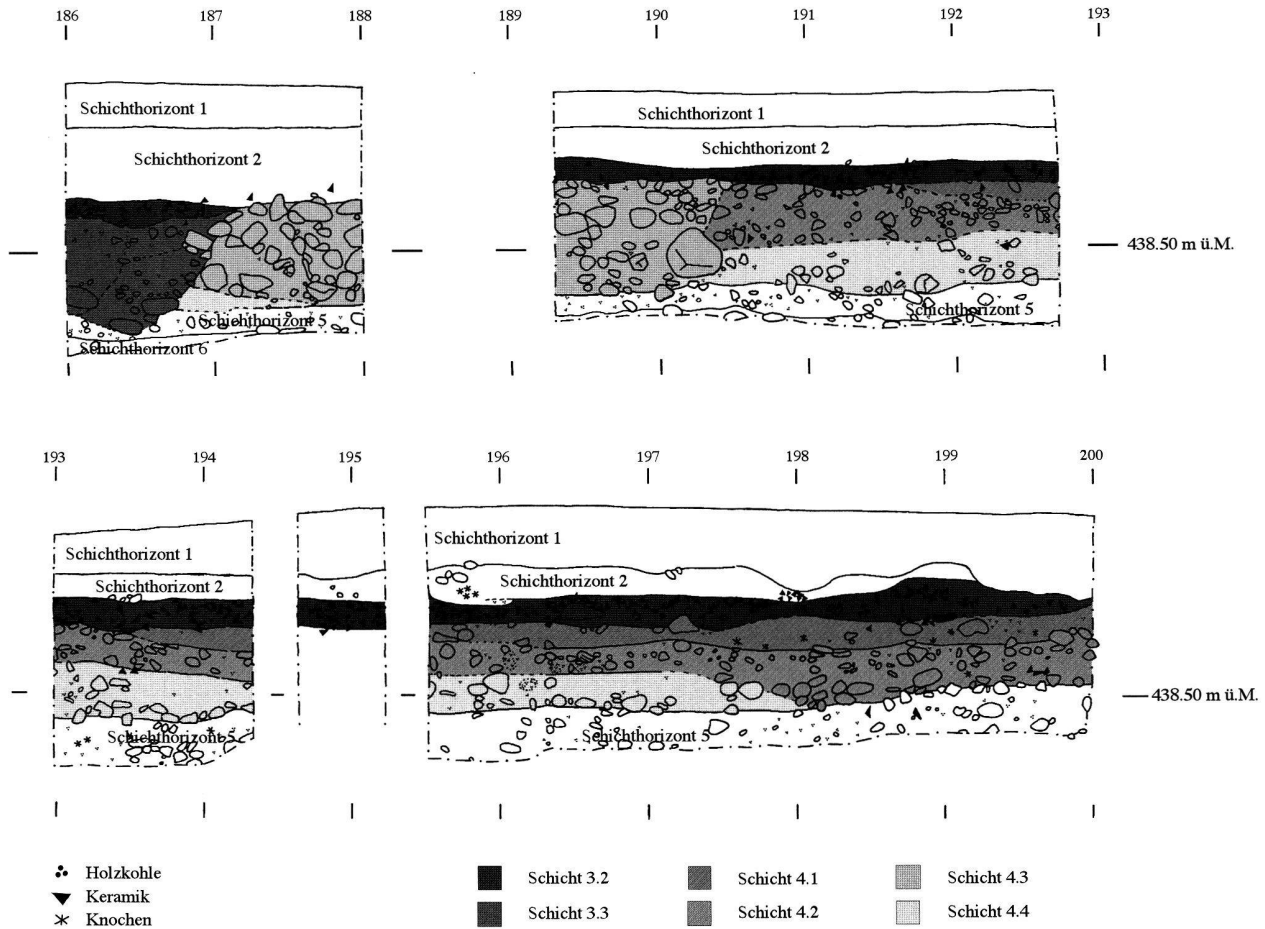 186 187 188 189 190 191 192 193
Schichthorizont 1
Schichthorizont 2
Schichthorizont 5
Schichthorizont 6
Schichthorizont 1
Schichthorizont 2
438.50 m ü.M.
Schichthorizont 5
193 194 195 196 197 198 199 200
Schichthorizont 1
Schichthorizont 2
Schichthorizont 5
Schichthorizont 1
Schichthorizont 2
438.50 m ü.M.
Schichthorizont 5
Holzkohle
Keramik
Knochen
Schicht 3.2
Schicht 3.3
Schicht 4.1
Schicht 4.2
Schicht 4.3
Schicht 4.4